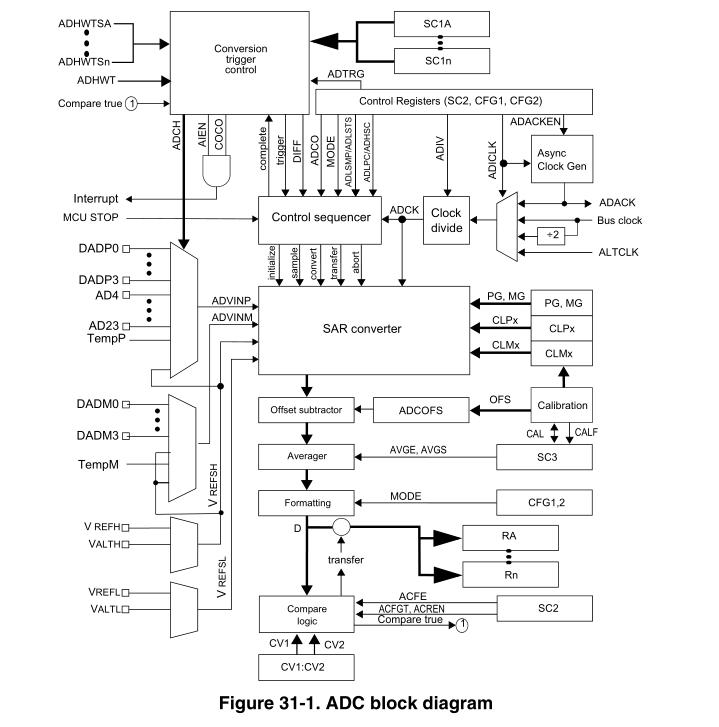 ADHWTSA
ADHWTSn
ADHWT
Compare true 1
Conversion
trigger
control
SC1A
SC1n
ADTRG
Control Registers (SC2, CFG1, CFG2)
ADACKEN
ADCH
AIEN
COCO
complete
trigger
DIFF
ADCO
MODE
ADLSMP/ADLSTS
ADLPC/ADHSC
ADIV
ADICLK
Async
Clock Gen
Interrupt
MCU STOP
Control sequencer
ADCK
Clock
divide
ADACK
Bus clock
÷2
ALTCLK
DADP0
DADP3
AD4
AD23
TempP
initialize
sample
convert
transfer
abort
ADVINP
ADVINM
SAR converter
PG, MG
PG, MG
CLPx
CLPx
CLMx
CLMx
Offset subtractor
ADCOFS
OFS
Calibration
CAL
CALF
DADM0
DADM3
TempM
Averager
AVGE, AVGS
SC3
V REFSH
Formatting
MODE
CFG1,2
D
V REFH
VALTH
transfer
RA
Rn
V REFSL
VREFL
VALTL
Compare
logic
ACFE
ACFGT, ACREN
Compare true 1
SC2
CV1
CV2
CV1:CV2
Figure 31-1. ADC block diagram